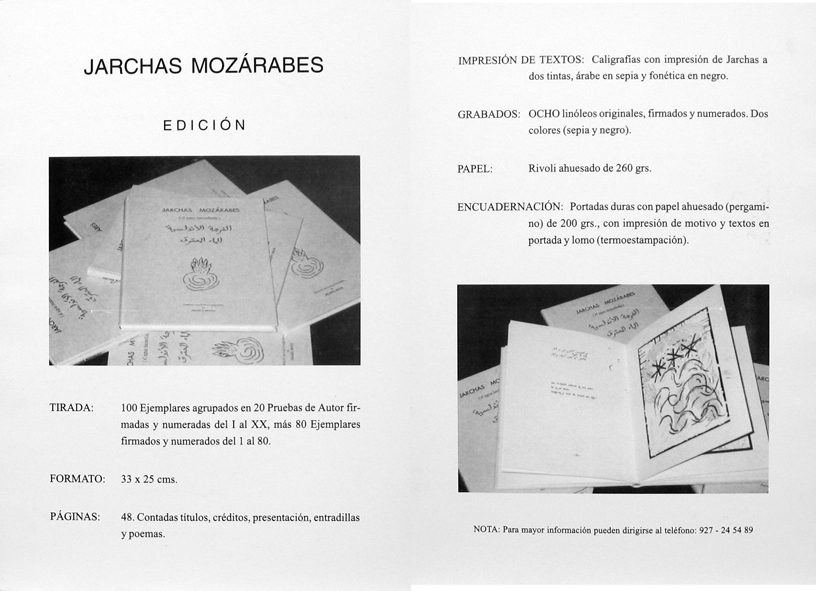 JARCHAS MOZÁRABES
EDICIÓN
JARCHAS MOZÁRABES
TIRADA: 100 Ejemplares agrupados en 20 Pruebas de Autor fir-
madas y numeradas del I al XX, más 80 Ejemplares
firmados y numerados del 1 al 80.
FORMATO: 33 x 25 cms.
PÁGINAS: 48. Contadas títulos, créditos, presentación, entradillas
y poemas.
IMPRESIÓN DE TEXTOS: Caligrafías con impresión de Jarchas a
dos tintas, árabe en sepia y fonética en negro.
GRABADOS: OCHO linóleos originales, firmados y numerados. Dos
colores (sepia y negro).
PAPEL: Rivoli ahuesado de 260 grs.
ENCUADERNACIÓN: Portadas duras con papel ahuesado (pergami-
no) de 200 grs., con impresión de motivo y textos en
portada y lomo (termoestampación).
JARCHAS MOZÁRABES
NOTA: Para mayor información pueden dirigirse al teléfono: 927 - 24 54 89